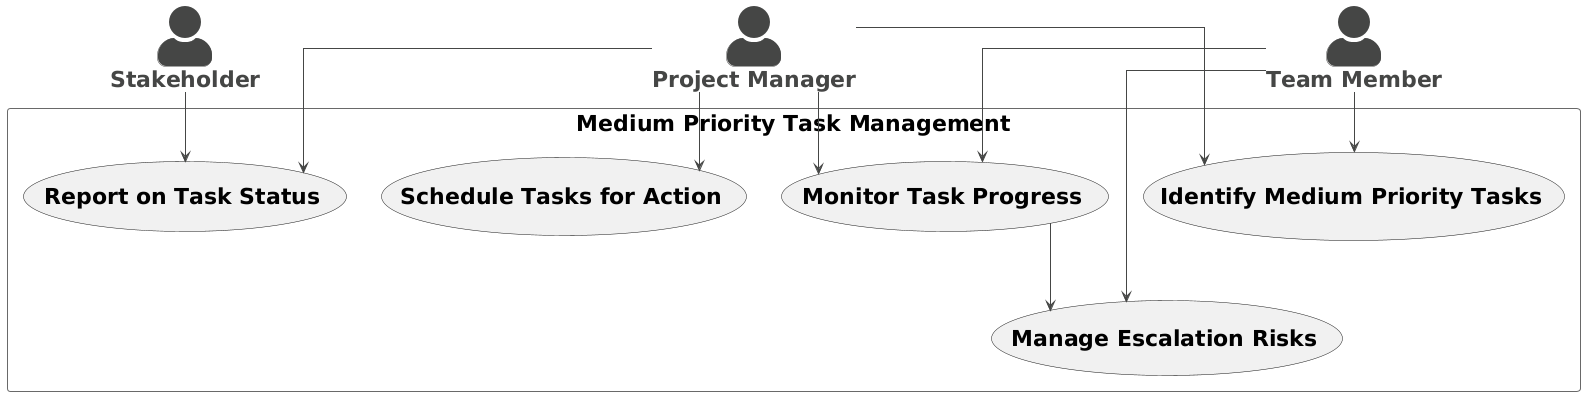 Stakeholder
Project Manager
Team Member
Medium Priority Task Management
Report on Task Status
Schedule Tasks for Action
Monitor Task Progress
Identify Medium Priority Tasks
Manage Escalation Risks